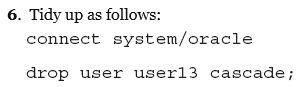 6. Tidy up as follows:
connect system/oracle
drop user user13 cascade;